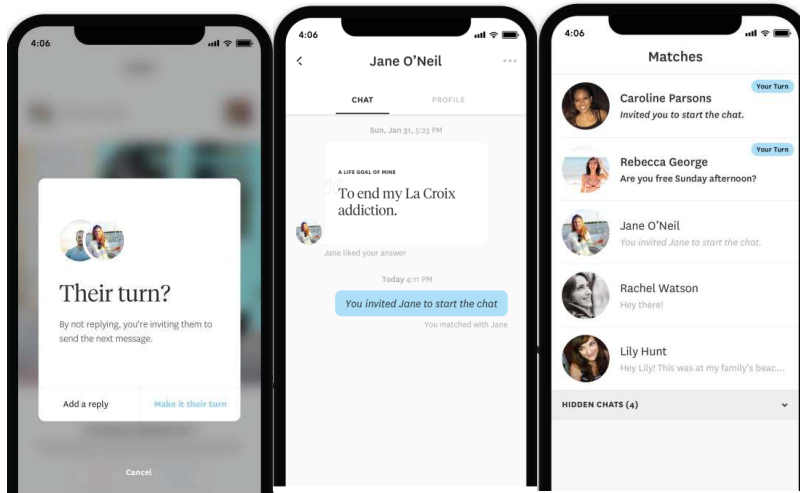 4:06
Their turn?
By not replying, you're inviting them to
send the next message.
Add a reply
Make it their turn
Cancel
4:06
Jane O'Neil
CHAT
PROFILE
Sun, Jan 31, 5:23 PM
A LIFE GOAL OF MINE
To end my La Croix
addiction.
Jane liked your answer
Today 4:11 PM
You invited Jane to start the chat
You matched with Jane
4:06
Matches
Your Turn
Caroline Parsons
Invited you to start the chat.
Your Turn
Rebecca George
Are you free Sunday afternoon?
Jane O'Neil
You invited Jane to start the chat.
Rachel Watson
Hey there!
Lily Hunt
Hey Lily! This was at my family's beac...
HIDDEN CHATS (4)